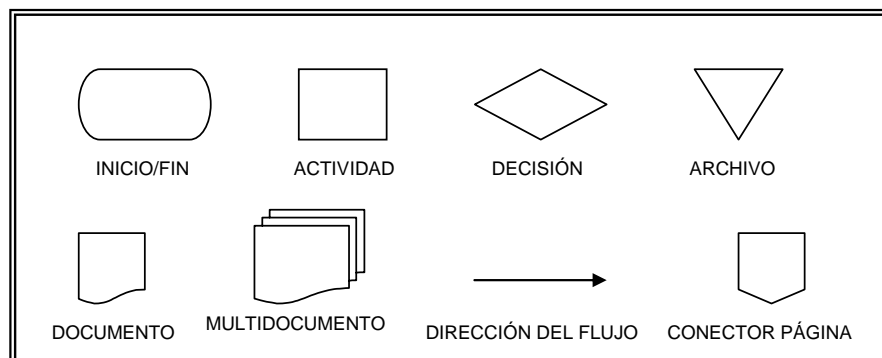 INICIO/FIN
ACTIVIDAD
DECISIÓN
ARCHIVO
DOCUMENTO
MULTIDOCUMENTO
DIRECCIÓN DEL FLUJO
CONECTOR PÁGINA